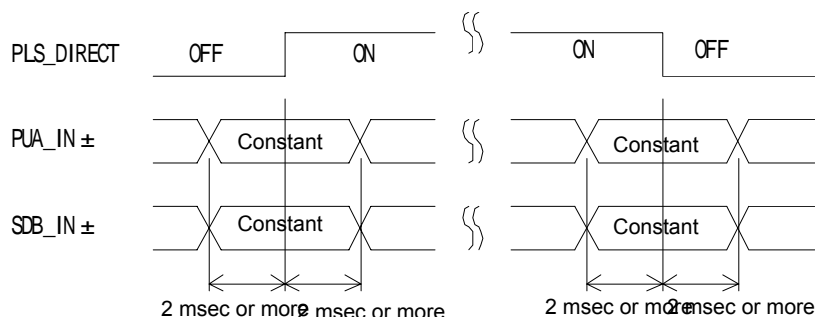 PLS_DIRECT OFF ON ON OFF
PUA_IN ± Constant Constant
SDB_IN ± Constant Constant
2 msec or more 2 msec or more 2 msec or more 2 msec or more